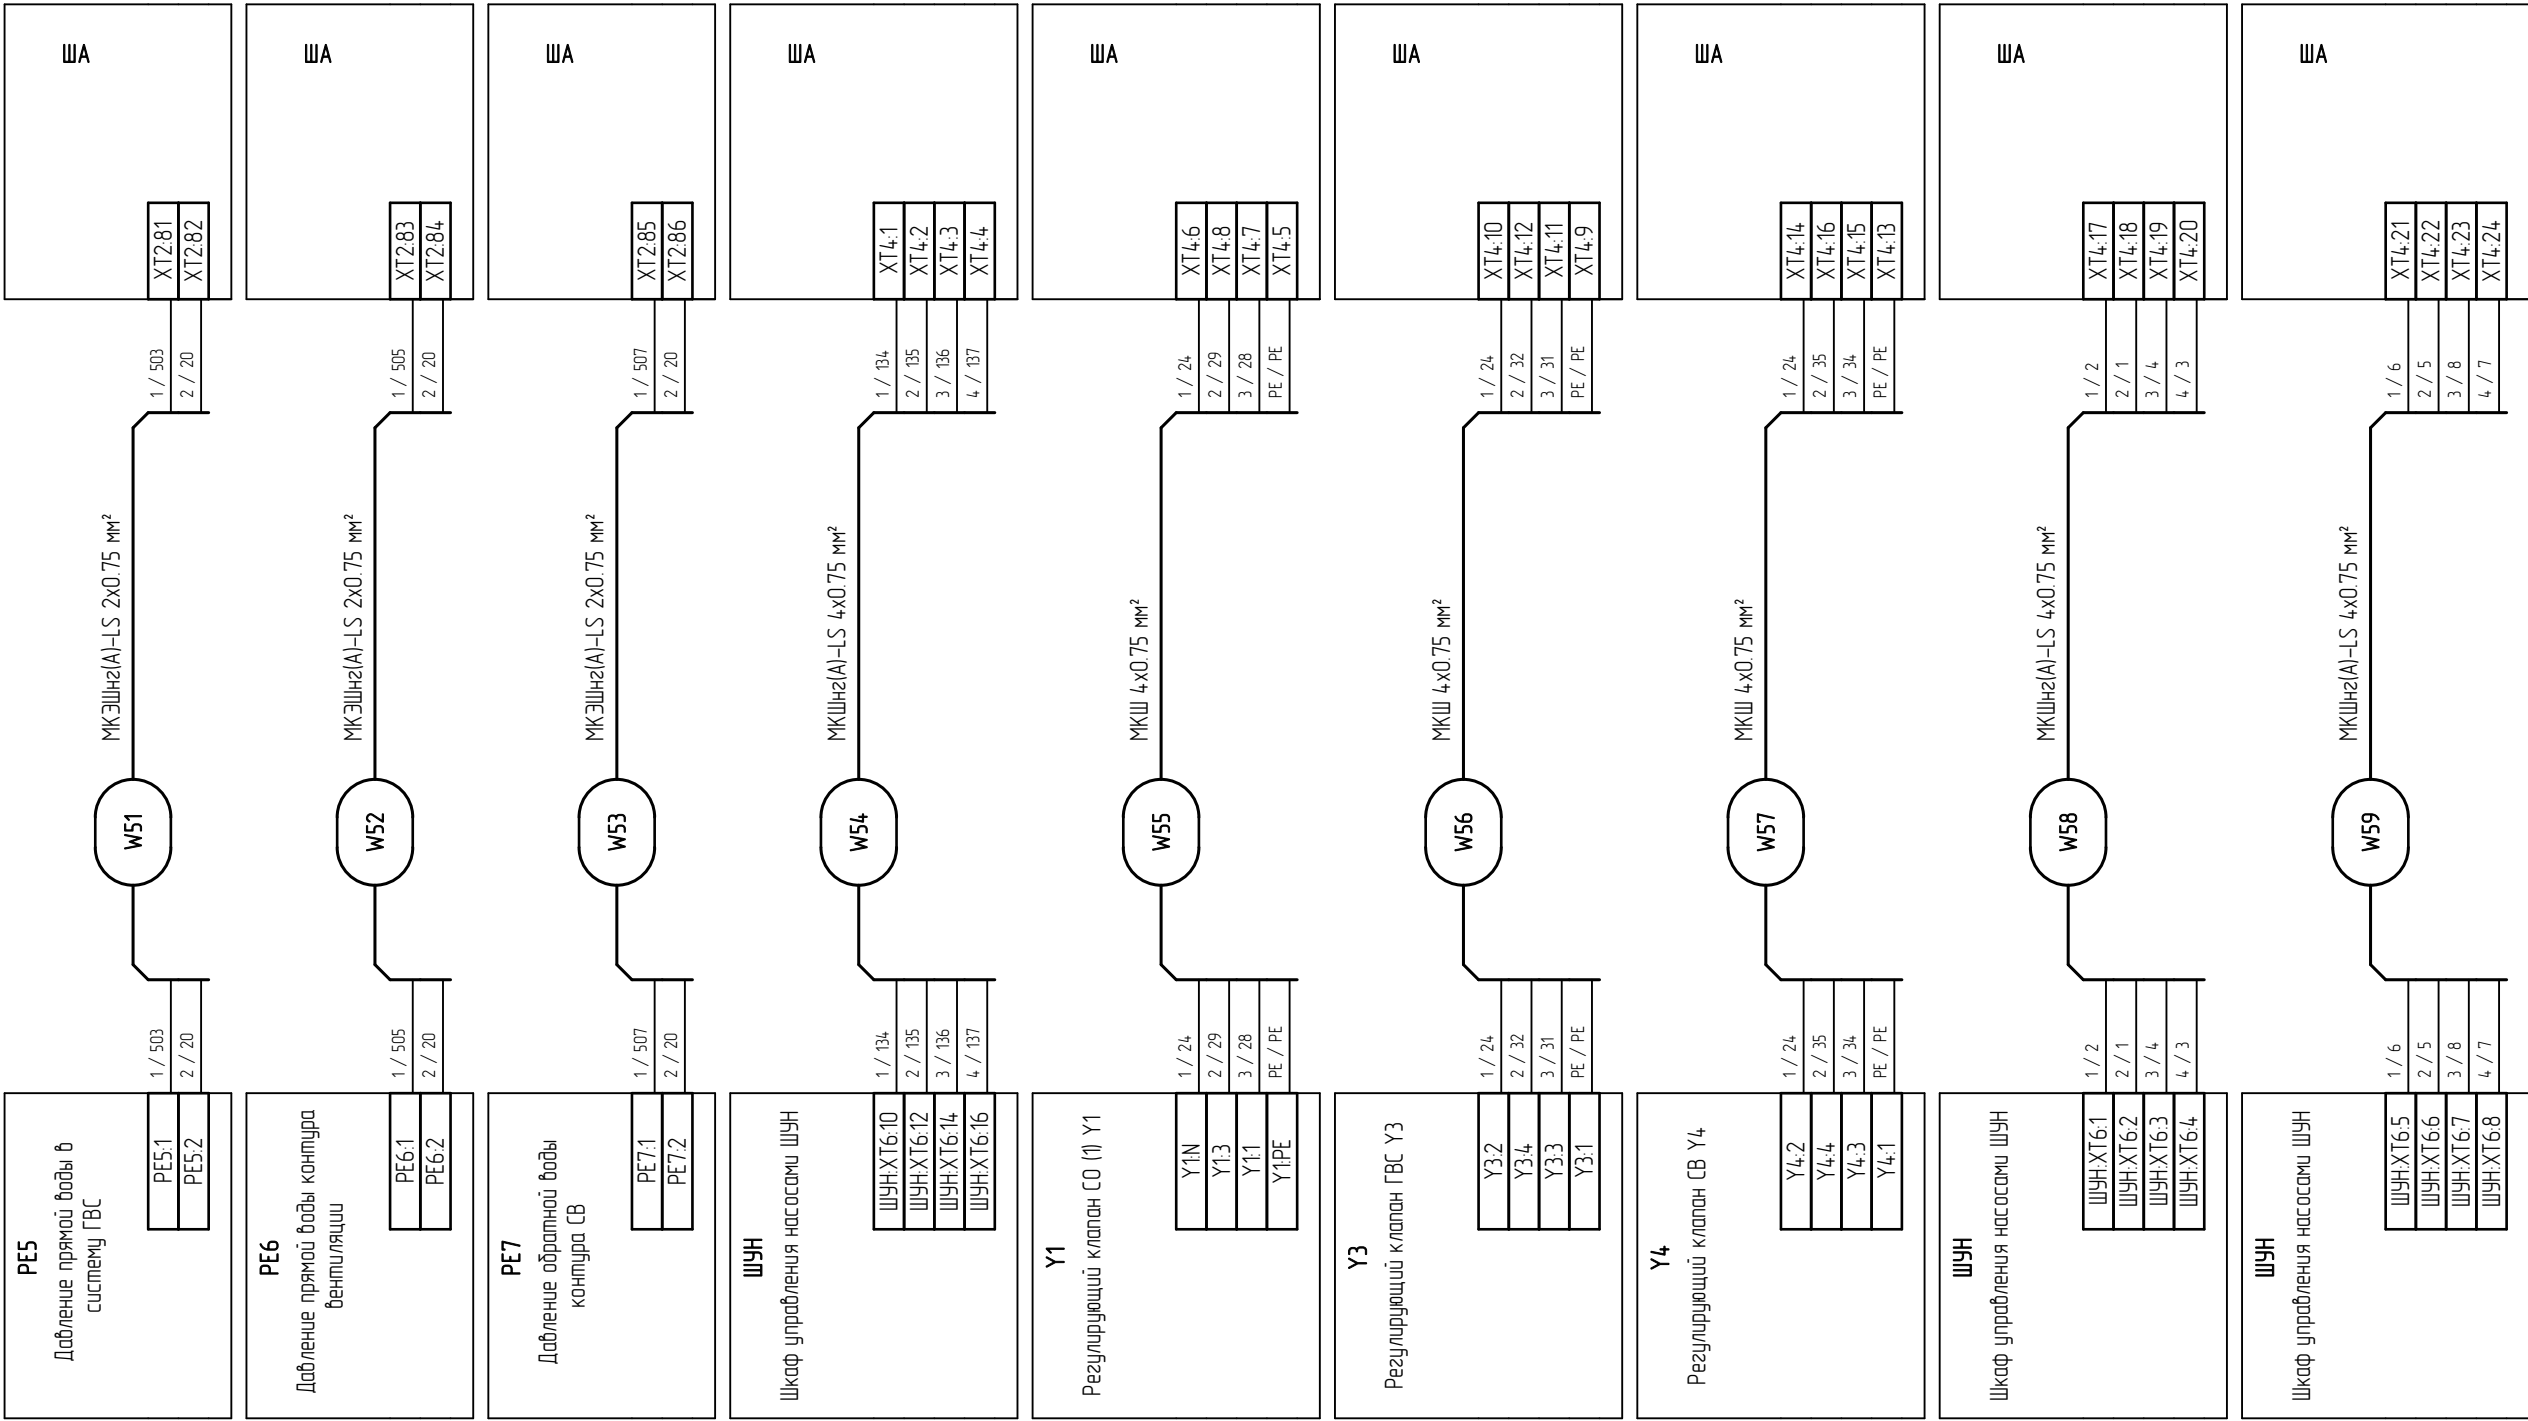 PE5
Давление прямой воды в
систему ГВС
PE5:1
PE5:2
1 / 503
2 / 20
W51
МКЭШнг(А)-LS 2x0.75 мм²
1 / 503
2 / 20
XT2:81
XT2:82
ША
PE6
Давление прямой воды контура
вентиляции
PE6:1
PE6:2
1 / 505
2 / 20
W52
МКЭШнг(А)-LS 2x0.75 мм²
1 / 505
2 / 20
XT2:83
XT2:84
ША
PE7
Давление обратной воды
контура СВ
PE7:1
PE7:2
1 / 507
2 / 20
W53
МКЭШнг(А)-LS 2x0.75 мм²
1 / 507
2 / 20
XT2:85
XT2:86
ША
ШУН
Шкаф управления насосами ШУН
ШУН:XT6:10
ШУН:XT6:12
ШУН:XT6:14
ШУН:XT6:16
1 / 134
2 / 135
3 / 136
4 / 137
W54
МКШнг(А)-LS 4x0.75 мм²
1 / 134
2 / 135
3 / 136
4 / 137
XT4:1
XT4:2
XT4:3
XT4:4
ША
Y1
Регулирующий клапан СО (1) Y1
Y1:N
Y1:3
Y1:1
Y1:PE
1 / 24
2 / 29
3 / 28
PE / PE
W55
МКШ 4x0.75 мм²
1 / 24
2 / 29
3 / 28
PE / PE
XT4:6
XT4:8
XT4:7
XT4:5
ША
Y3
Регулирующий клапан ГВС Y3
Y3:2
Y3:4
Y3:3
Y3:1
1 / 24
2 / 32
3 / 31
PE / PE
W56
МКШ 4x0.75 мм²
1 / 24
2 / 32
3 / 31
PE / PE
XT4:10
XT4:12
XT4:11
XT4:9
ША
Y4
Регулирующий клапан СВ Y4
Y4:2
Y4:4
Y4:3
Y4:1
1 / 24
2 / 35
3 / 34
PE / PE
W57
МКШ 4x0.75 мм²
1 / 24
2 / 35
3 / 34
PE / PE
XT4:14
XT4:16
XT4:15
XT4:13
ША
ШУН
Шкаф управления насосами ШУН
ШУН:XT6:1
ШУН:XT6:2
ШУН:XT6:3
ШУН:XT6:4
1 / 2
2 / 1
3 / 4
4 / 3
W58
МКШнг(А)-LS 4x0.75 мм²
1 / 2
2 / 1
3 / 4
4 / 3
XT4:17
XT4:18
XT4:19
XT4:20
ША
ШУН
Шкаф управления насосами ШУН
ШУН:XT6:5
ШУН:XT6:6
ШУН:XT6:7
ШУН:XT6:8
1 / 6
2 / 5
3 / 8
4 / 7
W59
МКШнг(А)-LS 4x0.75 мм²
1 / 6
2 / 5
3 / 8
4 / 7
XT4:21
XT4:22
XT4:23
XT4:24
ША